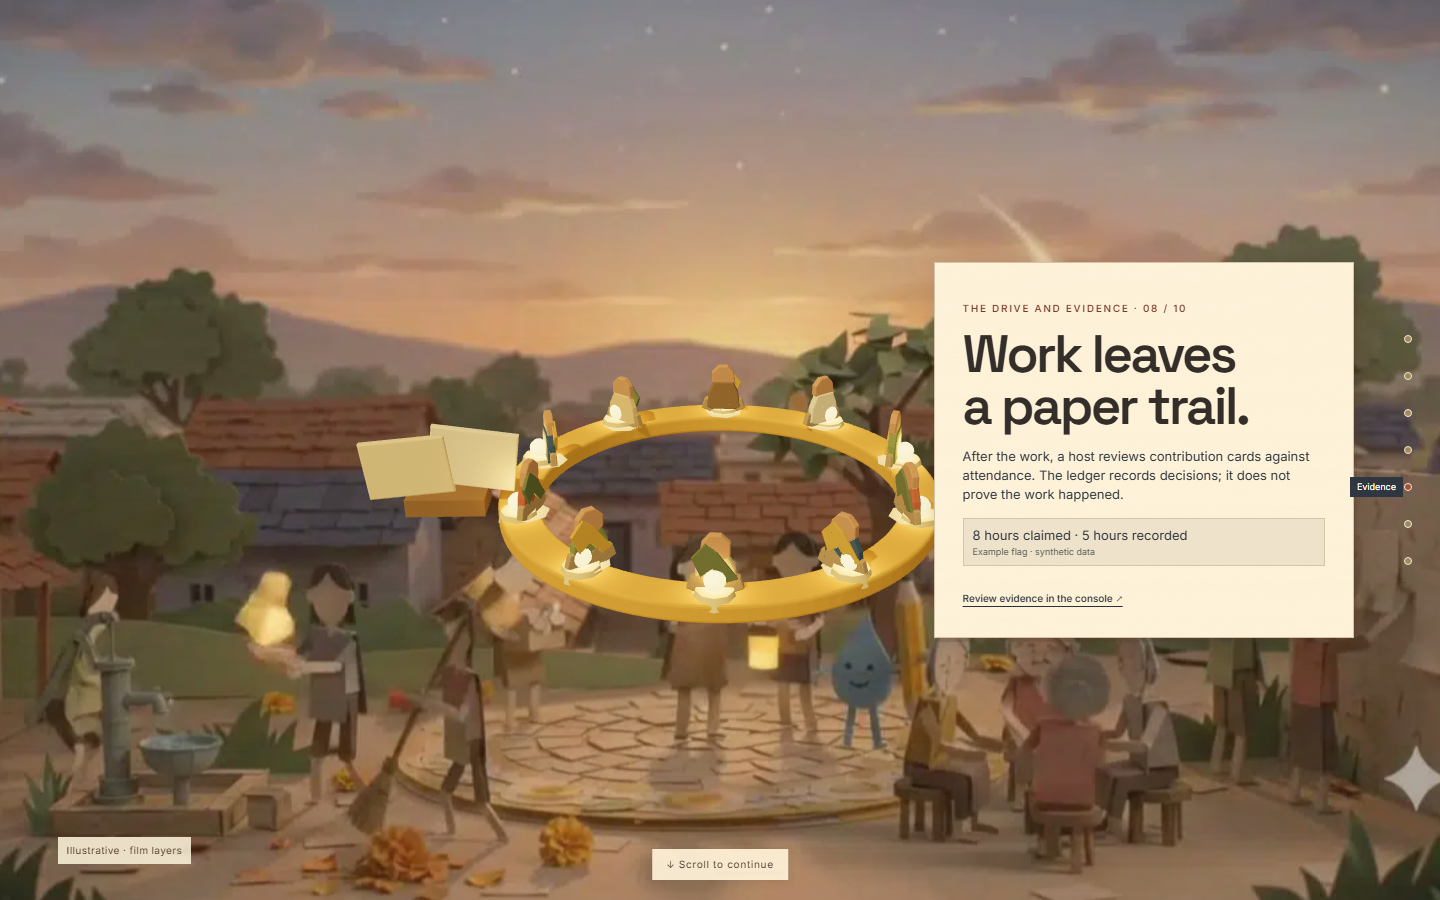 THE DRIVE AND EVIDENCE · 08 / 10
Work leaves
a paper trail.
After the work, a host reviews contribution cards against
attendance. The ledger records decisions; it does not
prove the work happened.
8 hours claimed · 5 hours recorded
Example flag · synthetic data
Review evidence in the console ↗
Evidence
Illustrative · film layers
↓ Scroll to continue